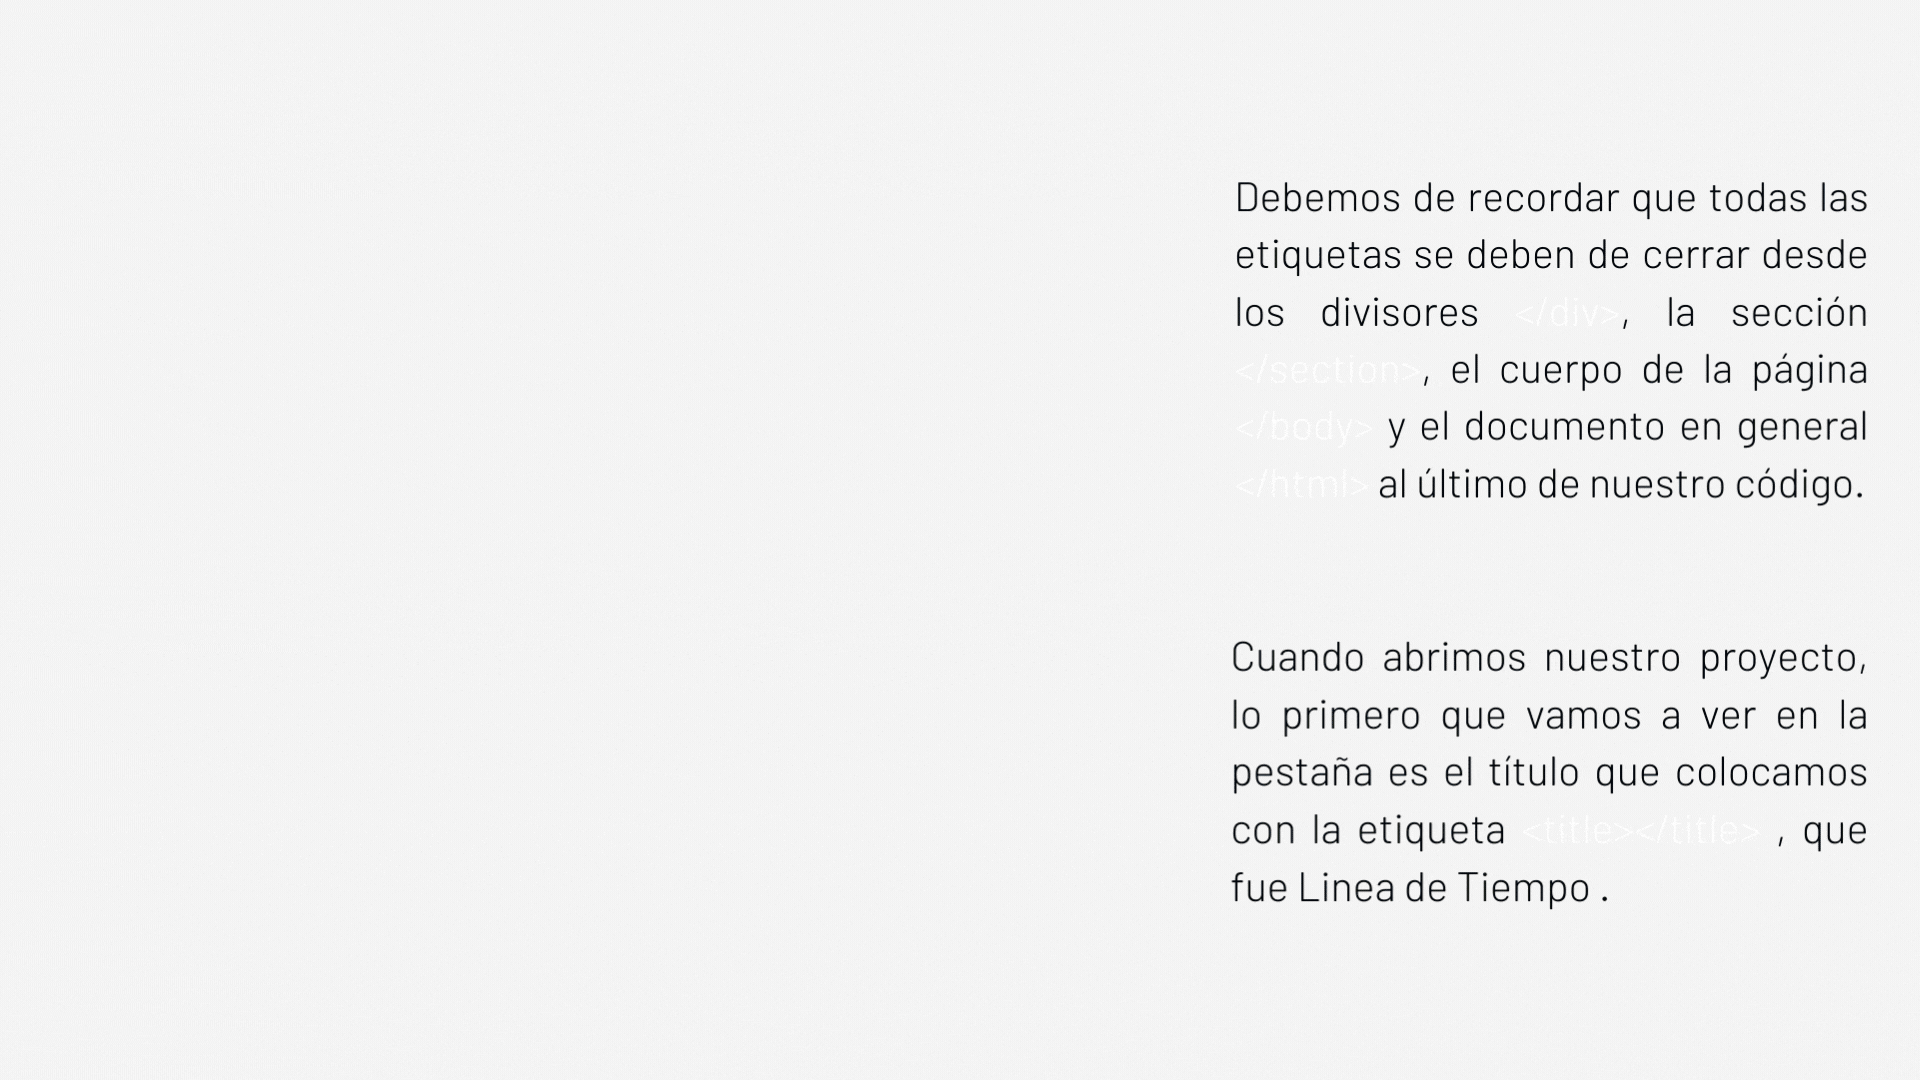 Debemos de recordar que todas las
etiquetas se deben de cerrar desde
los divisores </div>, la sección
</section>, el cuerpo de la página
</body> y el documento en general
</html> al último de nuestro código.
Cuando abrimos nuestro proyecto,
lo primero que vamos a ver en la
pestaña es el título que colocamos
con la etiqueta <title></title> , que
fue Linea de Tiempo .